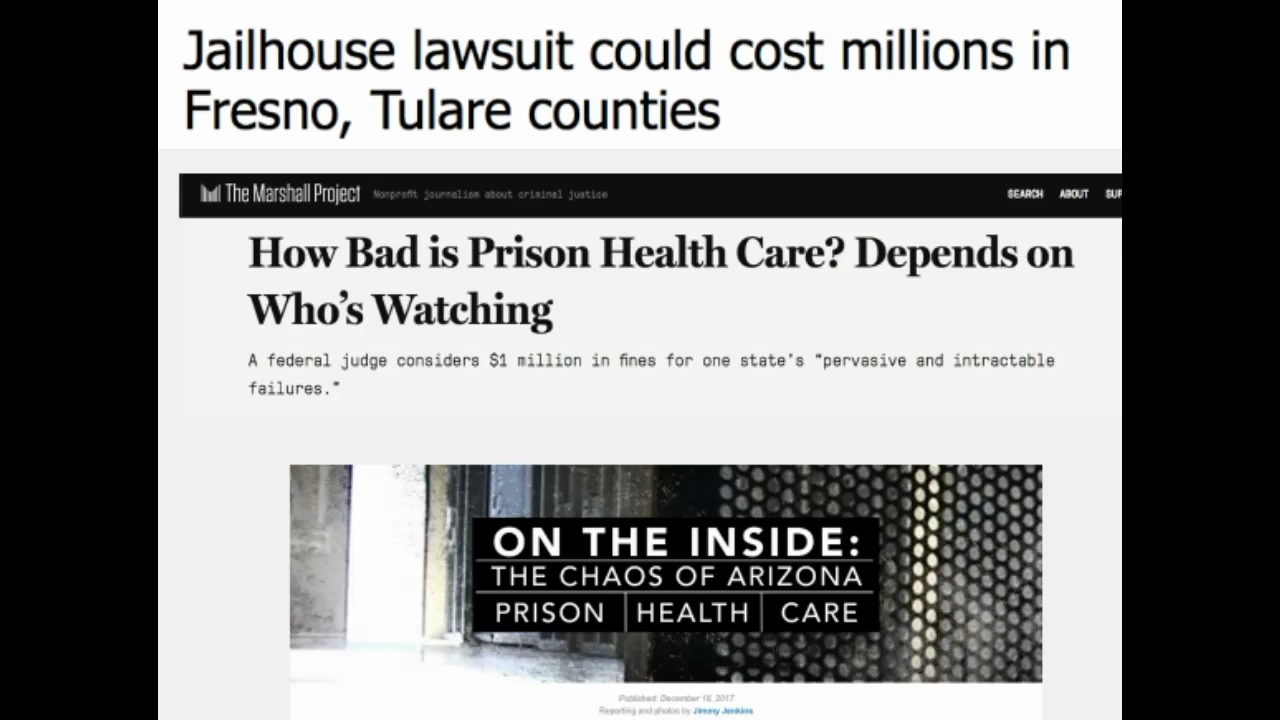 Jailhouse lawsuit could cost millions in
Fresno, Tulare counties
The Marshall Project Nonprofit journalism about criminal justice SEARCH ABOUT SUP
How Bad is Prison Health Care? Depends on
Who's Watching
A federal judge considers $1 million in fines for one state's “pervasive and intractable
failures.”
ON THE INSIDE:
THE CHAOS OF ARIZONA
PRISON HEALTH CARE
Published: December 18, 2017
Reporting and photos by Jimmy Jenkins